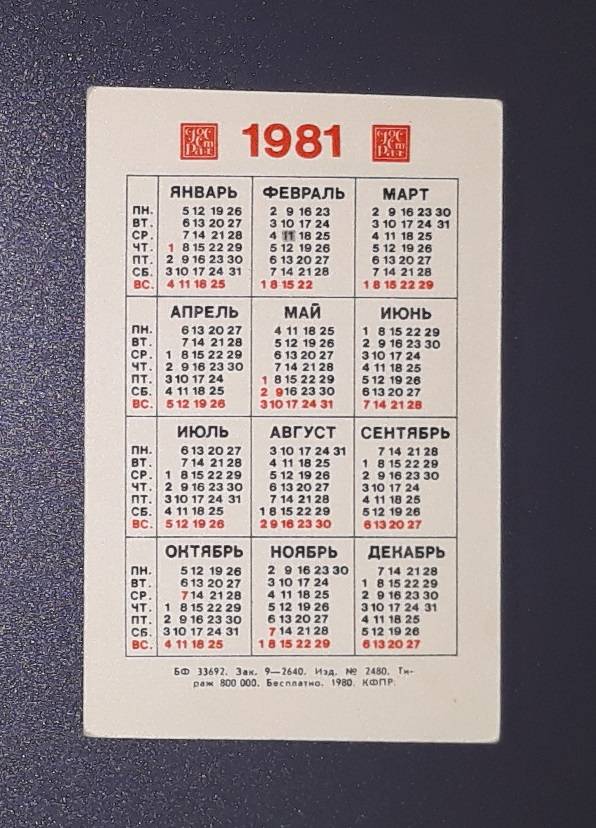 ГОС Ст Рах 1981 ГОС Ст Рах
ЯНВАРЬ ФЕВРАЛЬ МАРТ
ПН. 5 12 19 26 2 9 16 23 2 9 16 23 30
ВТ. 6 13 20 27 3 10 17 24 3 10 17 24 31
СР. 7 14 21 28 4 11 18 25 4 11 18 25
ЧТ. 1 8 15 22 29 5 12 19 26 5 12 19 26
ПТ. 2 9 16 23 30 6 13 20 27 6 13 20 27
СБ. 3 10 17 24 31 7 14 21 28 7 14 21 28
ВС. 4 11 18 25 1 8 15 22 1 8 15 22 29
АПРЕЛЬ МАЙ ИЮНЬ
ПН. 6 13 20 27 4 11 18 25 1 8 15 22 29
ВТ. 7 14 21 28 5 12 19 26 2 9 16 23 30
СР. 1 8 15 22 29 6 13 20 27 3 10 17 24
ЧТ. 2 9 16 23 30 7 14 21 28 4 11 18 25
ПТ. 3 10 17 24 1 8 15 22 29 5 12 19 26
СБ. 4 11 18 25 2 9 16 23 30 6 13 20 27
ВС. 5 12 19 26 3 10 17 24 31 7 14 21 28
ИЮЛЬ АВГУСТ СЕНТЯБРЬ
ПН. 6 13 20 27 3 10 17 24 31 7 14 21 28
ВТ. 7 14 21 28 4 11 18 25 1 8 15 22 29
СР. 1 8 15 22 29 5 12 19 26 2 9 16 23 30
ЧТ. 2 9 16 23 30 6 13 20 27 3 10 17 24
ПТ. 3 10 17 24 31 7 14 21 28 4 11 18 25
СБ. 4 11 18 25 1 8 15 22 29 5 12 19 26
ВС. 5 12 19 26 2 9 16 23 30 6 13 20 27
ОКТЯБРЬ НОЯБРЬ ДЕКАБРЬ
ПН. 5 12 19 26 2 9 16 23 30 7 14 21 28
ВТ. 6 13 20 27 3 10 17 24 1 8 15 22 29
СР. 7 14 21 28 4 11 18 25 2 9 16 23 30
ЧТ. 1 8 15 22 29 5 12 19 26 3 10 17 24 31
ПТ. 2 9 16 23 30 6 13 20 27 4 11 18 25
СБ. 3 10 17 24 31 7 14 21 28 5 12 19 26
ВС. 4 11 18 25 1 8 15 22 29 6 13 20 27
БФ 33692. Зак. 9—2640. Изд. № 2480. Ти-
раж 800 000. Бесплатно. 1980. КФПР.